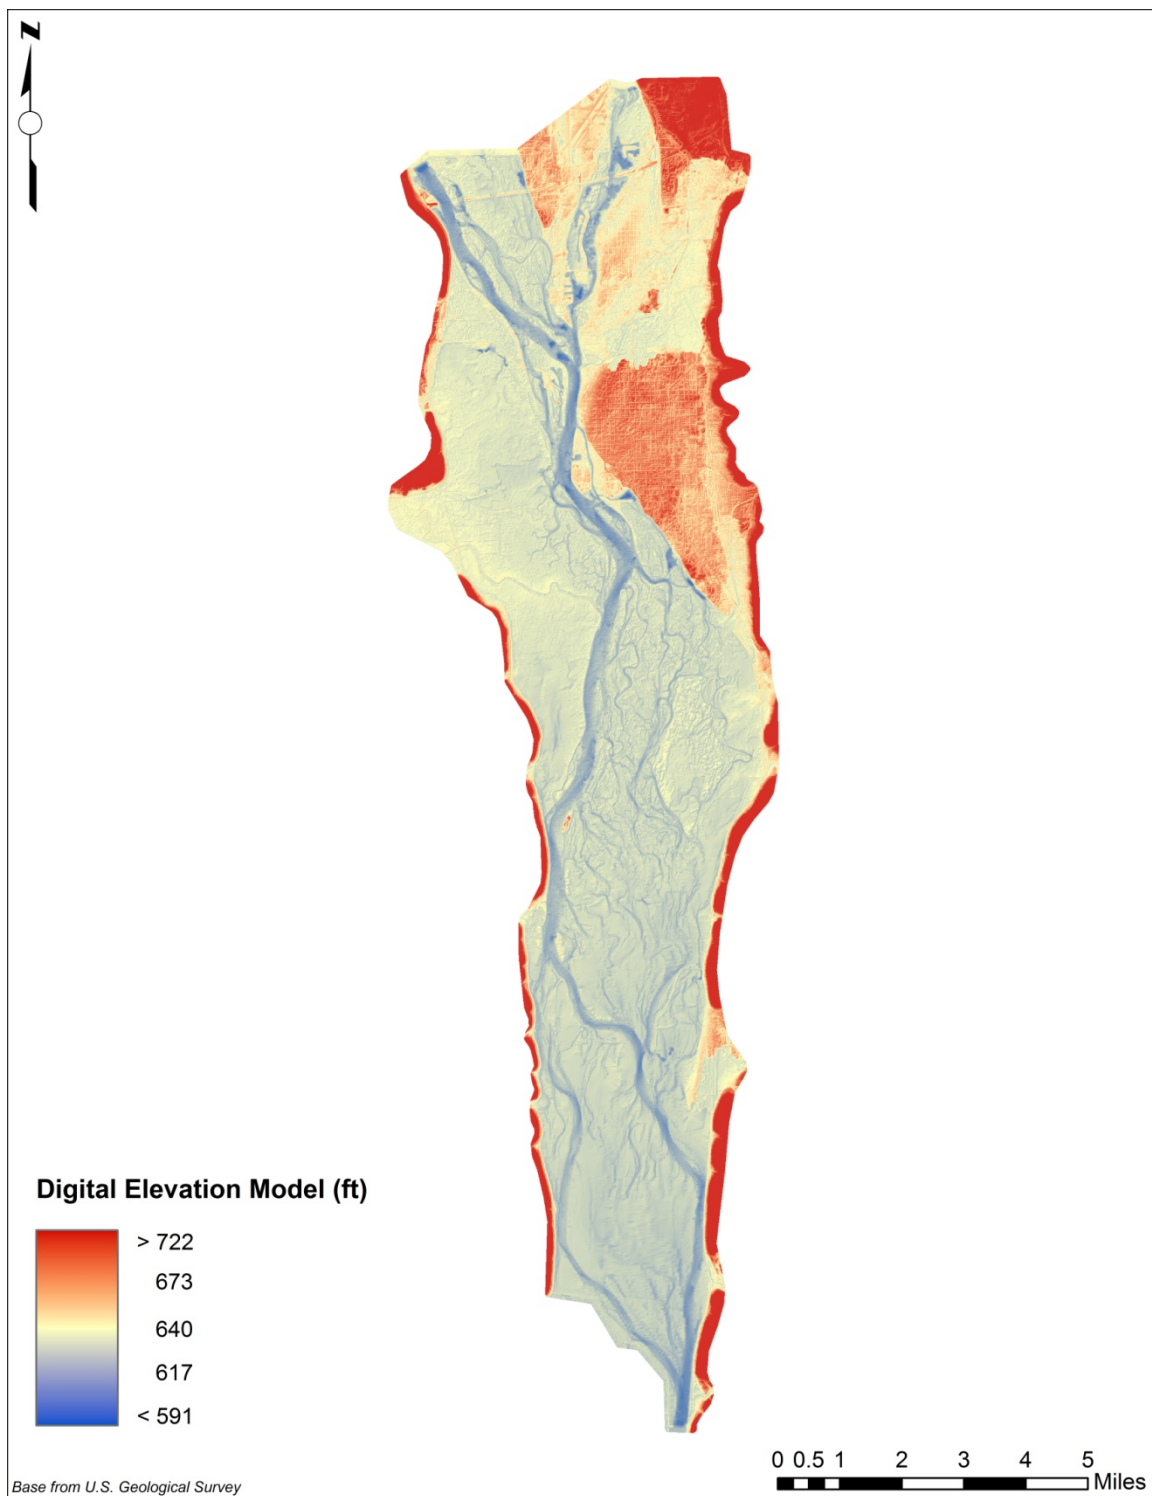 N
Digital Elevation Model (ft)
> 722
673
640
617
< 591
0 0.5 1 2 3 4 5
Miles
Base from U.S. Geological Survey